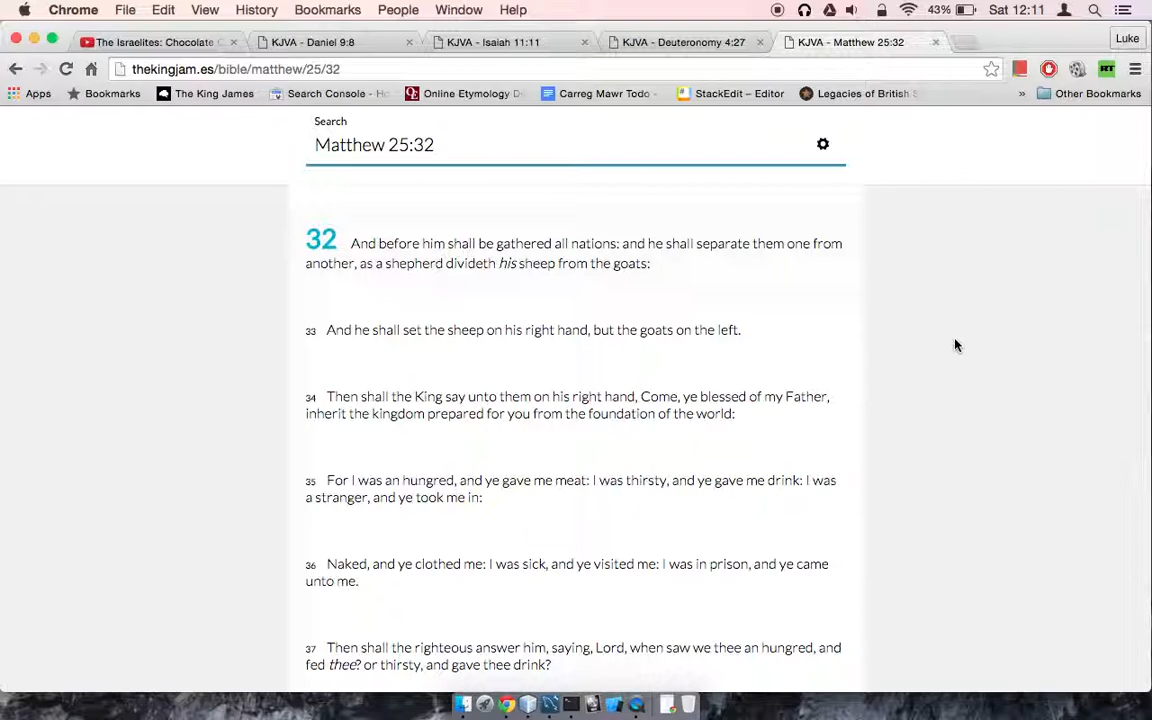 Chrome File Edit View History Bookmarks People Window Help 43% Sat 12:11
The Israelites: Chocolate C KJVA - Daniel 9:8 KJVA - Isaiah 11:11 KJVA - Deuteronomy 4:27 KJVA - Matthew 25:32 Luke
thekingjam.es/bible/matthew/25/32 RT
Apps Bookmarks The King James Search Console - Ho Online Etymology D Carreg Mawr Todo - StackEdit – Editor Legacies of British S » Other Bookmarks
Search
Matthew 25:32
32 And before him shall be gathered all nations: and he shall separate them one from
another, as a shepherd divideth his sheep from the goats:
33 And he shall set the sheep on his right hand, but the goats on the left.
34 Then shall the King say unto them on his right hand, Come, ye blessed of my Father,
inherit the kingdom prepared for you from the foundation of the world:
35 For I was an hungred, and ye gave me meat: I was thirsty, and ye gave me drink: I was
a stranger, and ye took me in:
36 Naked, and ye clothed me: I was sick, and ye visited me: I was in prison, and ye came
unto me.
37 Then shall the righteous answer him, saying, Lord, when saw we thee an hungred, and
fed thee? or thirsty, and gave thee drink?